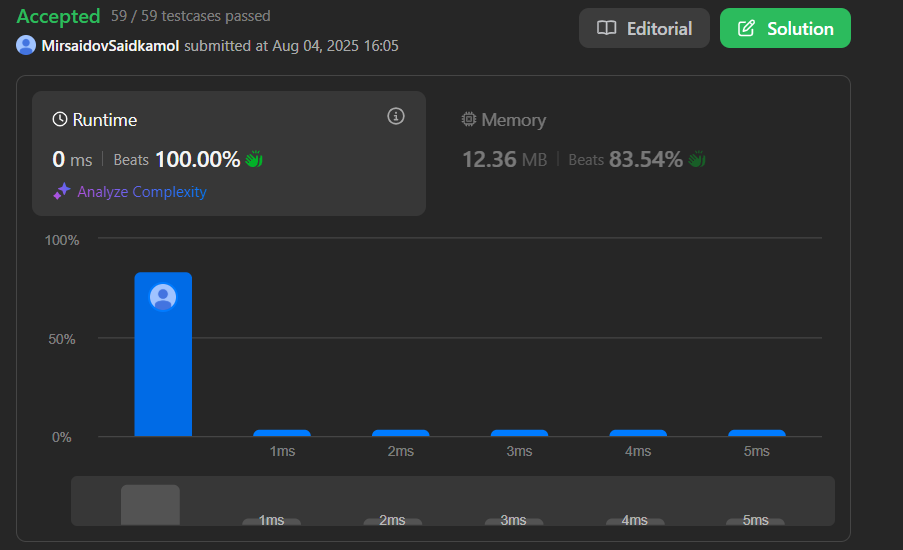 Accepted 59 / 59 testcases passed
Editorial
Solution
MirsaidovSaidkamol submitted at Aug 04, 2025 16:05
Runtime
0 ms | Beats 100.00%
Analyze Complexity
Memory
12.36 MB | Beats 83.54%
100%
50%
0%
1ms 2ms 3ms 4ms 5ms
1ms 2ms 3ms 4ms 5ms